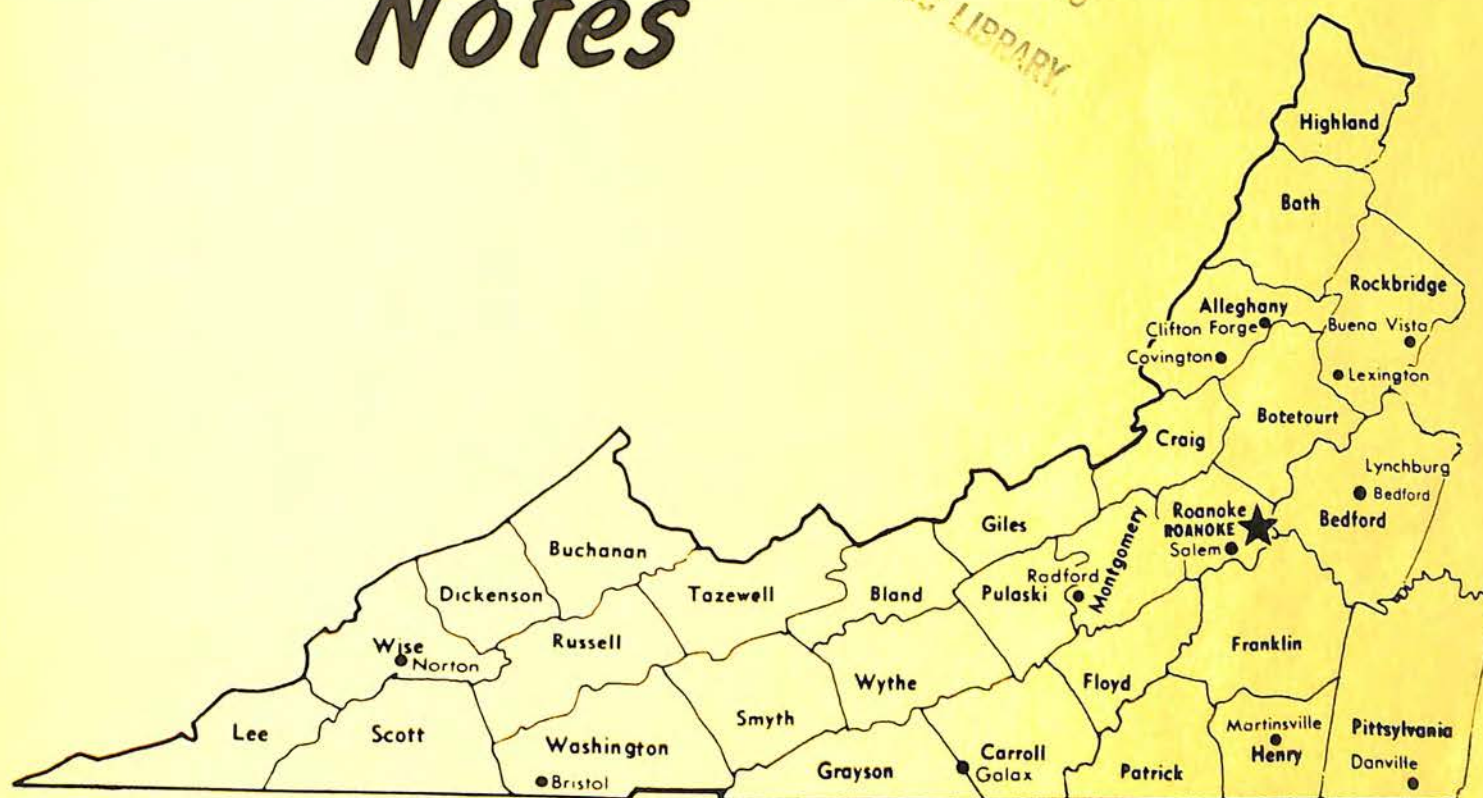 Notes
LIBRARY
Highland
Bath
Rockbridge
Alleghany
Clifton Forge
Buena Vista
Covington
Lexington
Botetourt
Craig
Lynchburg
Bedford
Roanoke
ROANOKE
Bedford
Salem
Giles
Montgomery
Buchanan
Radford
Dickenson
Tazewell
Bland
Pulaski
Russell
Franklin
Wise
Norton
Wythe
Floyd
Smyth
Lee
Scott
Washington
Martinsville
Pittsylvania
Henry
Carroll
Bristol
Grayson
Galax
Patrick
Danville